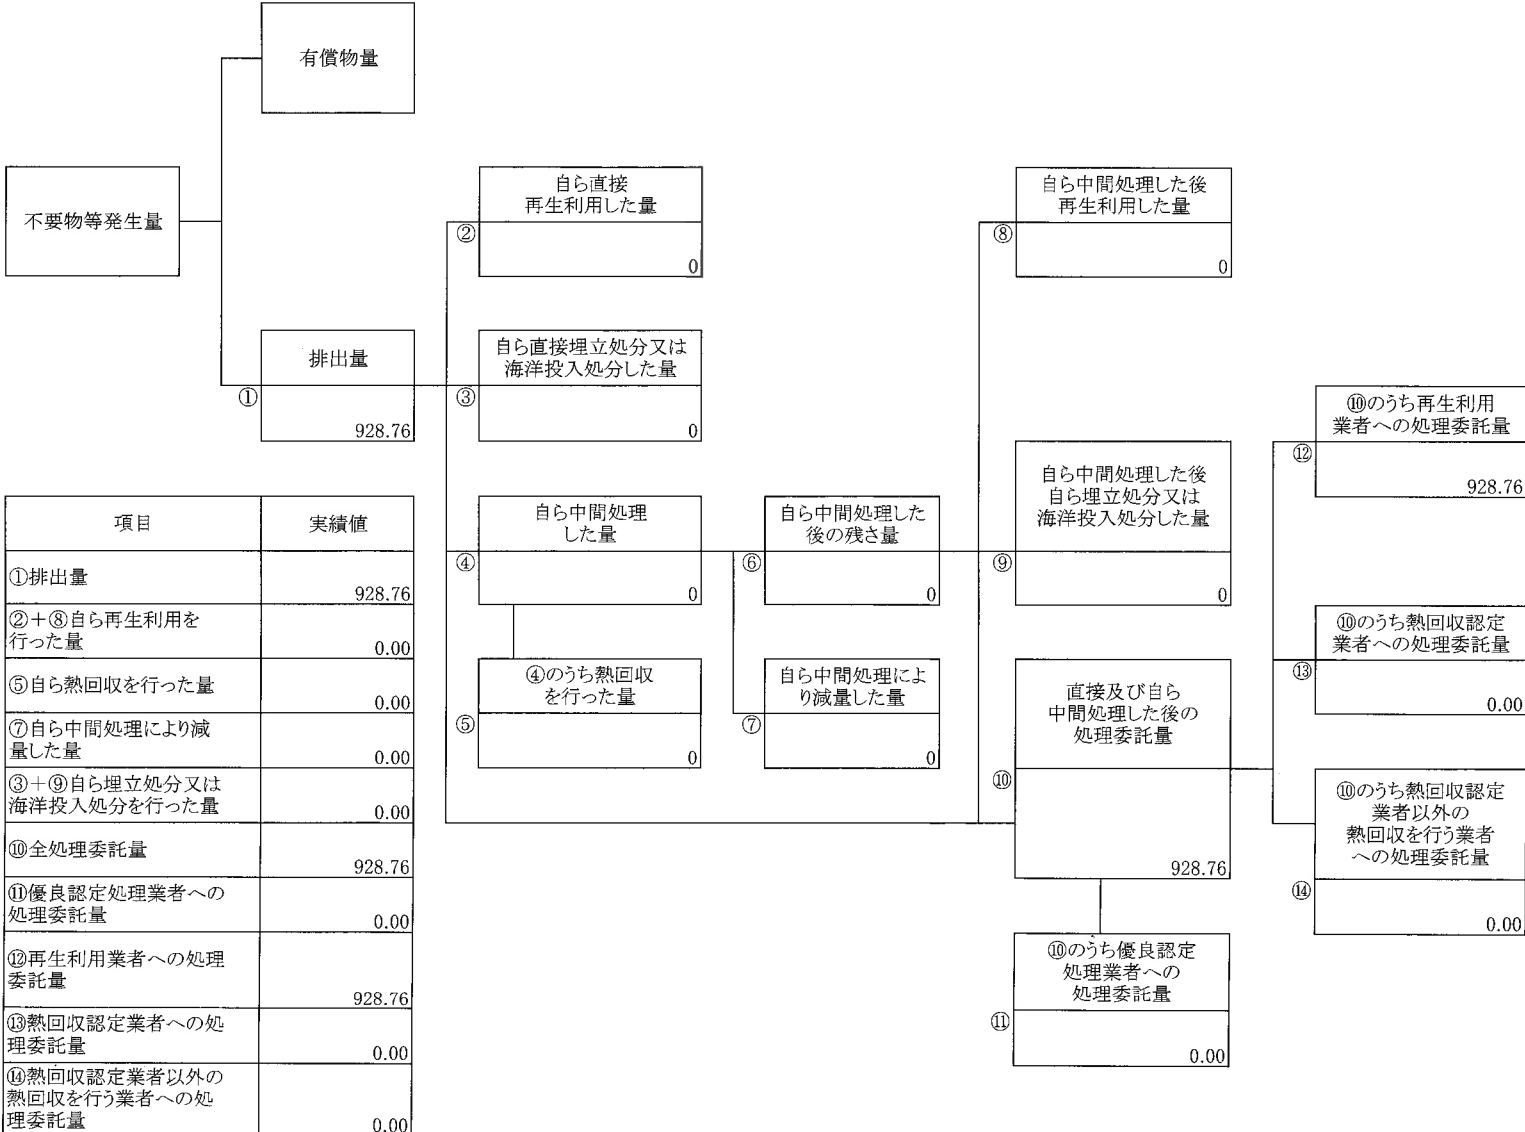 有償物量
不要物等発生量
自ら直接
再生利用した量
②
0
自ら中間処理した後
再生利用した量
⑧
0
排出量
①
928.76
自ら直接埋立処分又は
海洋投入処分した量
③
0
⑩のうち再生利用
業者への処理委託量
⑫
928.76
自ら中間処理
した量
④
0
自ら中間処理した
後の残さ量
⑥
0
自ら中間処理した後
自ら埋立処分又は
海洋投入処分した量
⑨
0
⑩のうち熱回収認定
業者への処理委託量
⑬
0.00
④のうち熱回収
を行った量
⑤
0
自ら中間処理によ
り減量した量
⑦
0
直接及び自ら
中間処理した後の
処理委託量
⑩
928.76
⑩のうち熱回収認定
業者以外の
熱回収を行う業者
への処理委託量
⑭
0.00
⑩のうち優良認定
処理業者への
処理委託量
⑪
0.00
項目 実績値
①排出量
928.76
②＋⑧自ら再生利用を
行った量
0.00
⑤自ら熱回収を行った量
0.00
⑦自ら中間処理により減
量した量
0.00
③＋⑨自ら埋立処分又は
海洋投入処分を行った量
0.00
⑩全処理委託量
928.76
⑪優良認定処理業者への
処理委託量
0.00
⑫再生利用業者への処理
委託量
928.76
⑬熱回収認定業者への処
理委託量
0.00
⑭熱回収認定業者以外の
熱回収を行う業者への処
理委託量
0.00